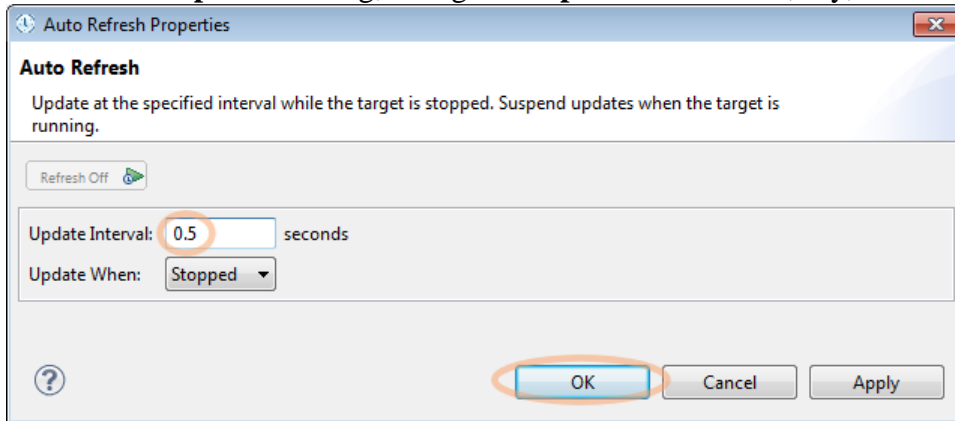 Auto Refresh Properties
Auto Refresh
Update at the specified interval while the target is stopped. Suspend updates when the target is
running.
Refresh Off
Update Interval: 0.5 seconds
Update When: Stopped
? OK Cancel Apply